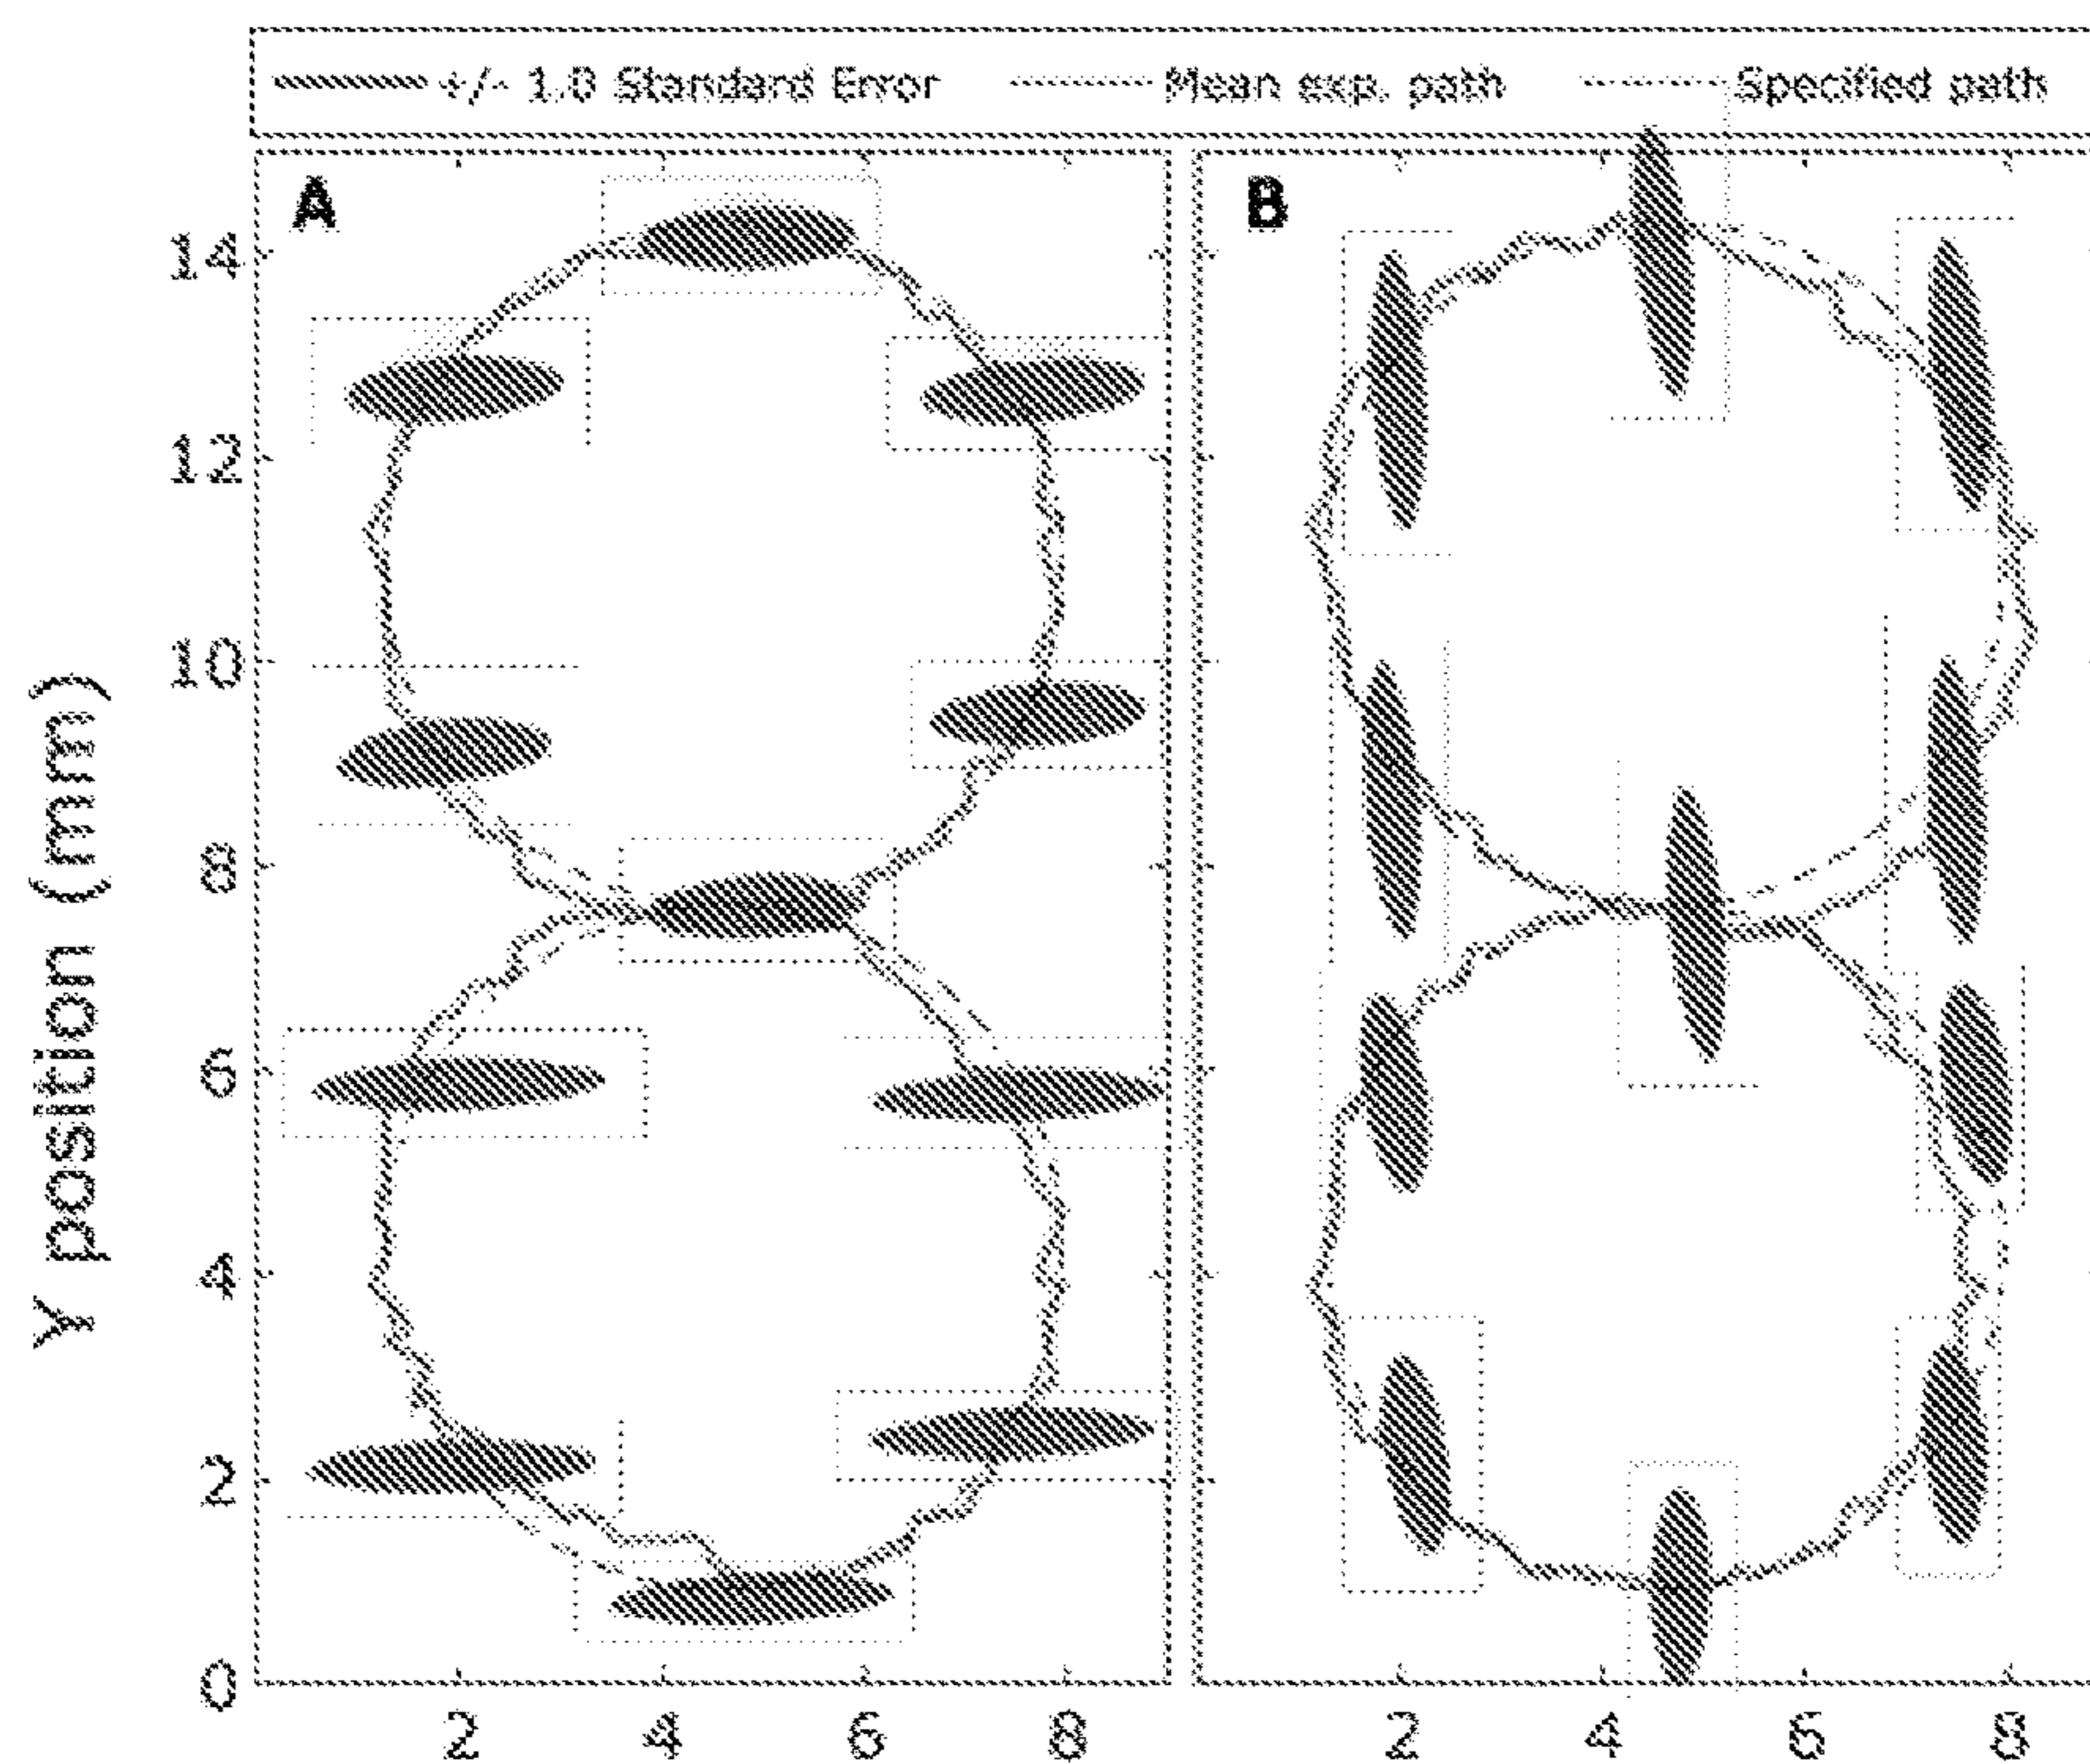 +/- 1.0 Standard Error Mean exp. path Specified path
A B
14
12
10
8
6
4
2
0
2 4 6 8 2 4 6 8
Y position (mm)